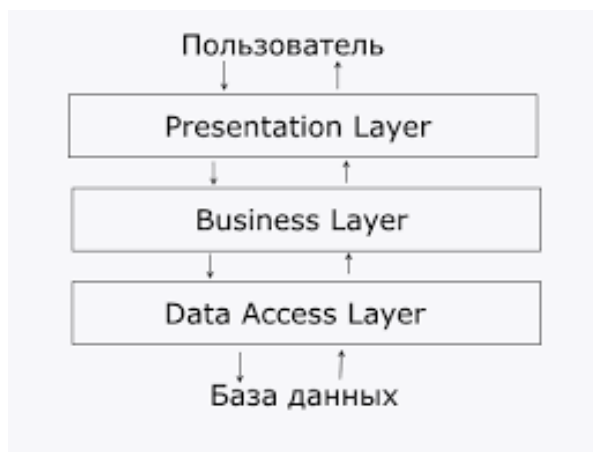 Пользователь
Presentation Layer
Business Layer
Data Access Layer
База данных